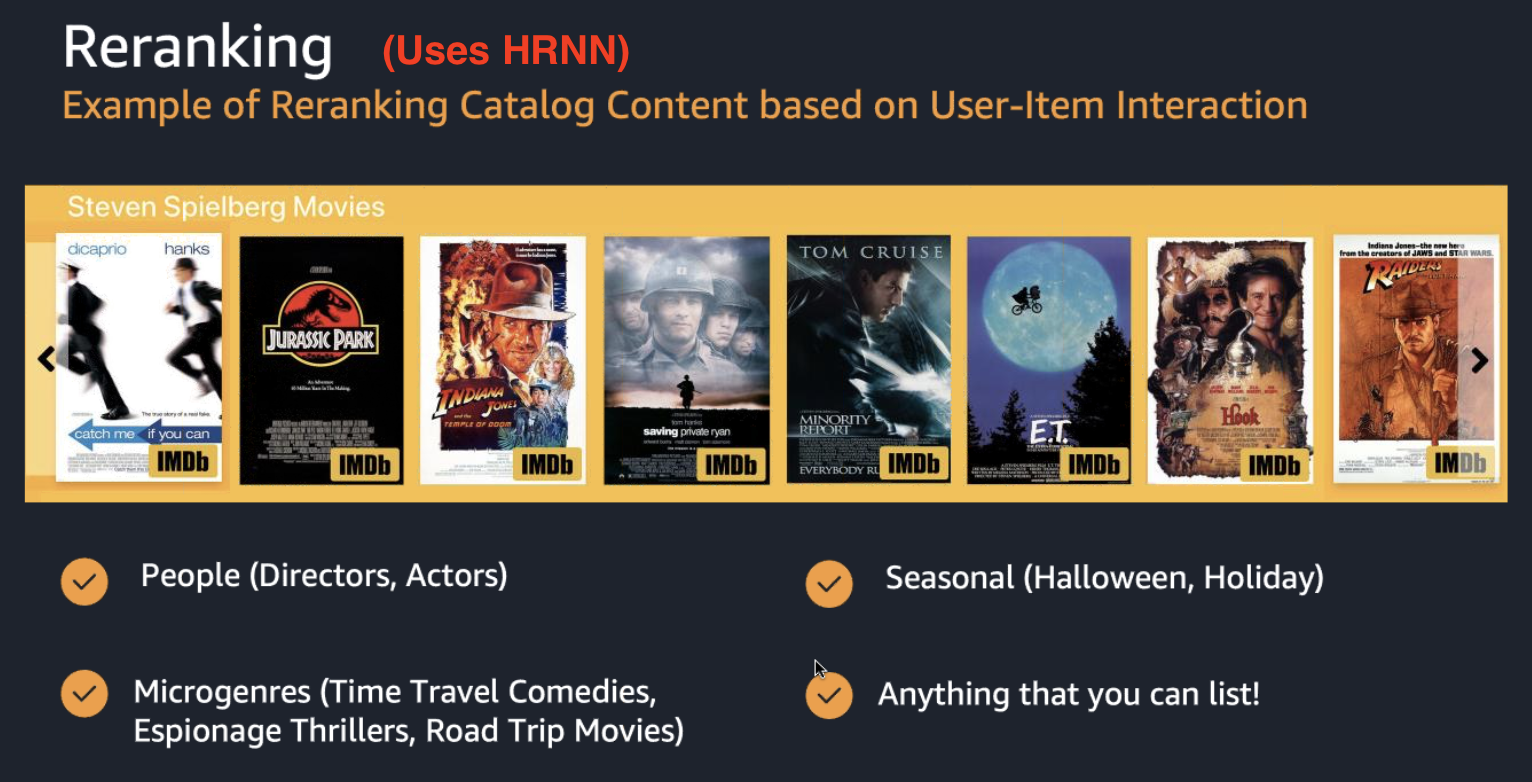 Reranking (Uses HRNN)
Example of Reranking Catalog Content based on User-Item Interaction
Steven Spielberg Movies
dicaprio hanks
The true story of a real fake.
catch me if you can
IMDb
JURASSIC PARK
An Adventure
65 Million Years In The Making.
IMDb
INDIANA
JONES
and the
TEMPLE OF DOOM
IMDb
tom hanks
saving private ryan
IMDb
TOM CRUISE
MINORITY
REPORT
EVERYBODY RU
IMDb
E.T.
IMDb
Hook
IMDb
Indiana Jones—the new hero
from the creators of JAWS and STAR WARS.
RAIDERS
IMDb
People (Directors, Actors)
Seasonal (Halloween, Holiday)
Microgenres (Time Travel Comedies,
Espionage Thrillers, Road Trip Movies)
Anything that you can list!